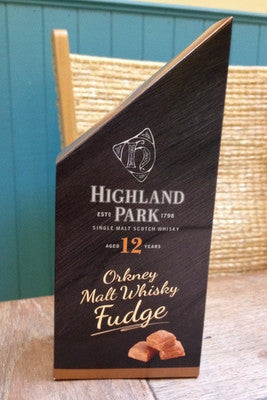 HIGHLAND
PARK
ESTD 1798
SINGLE MALT SCOTCH WHISKY
AGED 12 YEARS
Orkney
Malt Whisky
Fudge